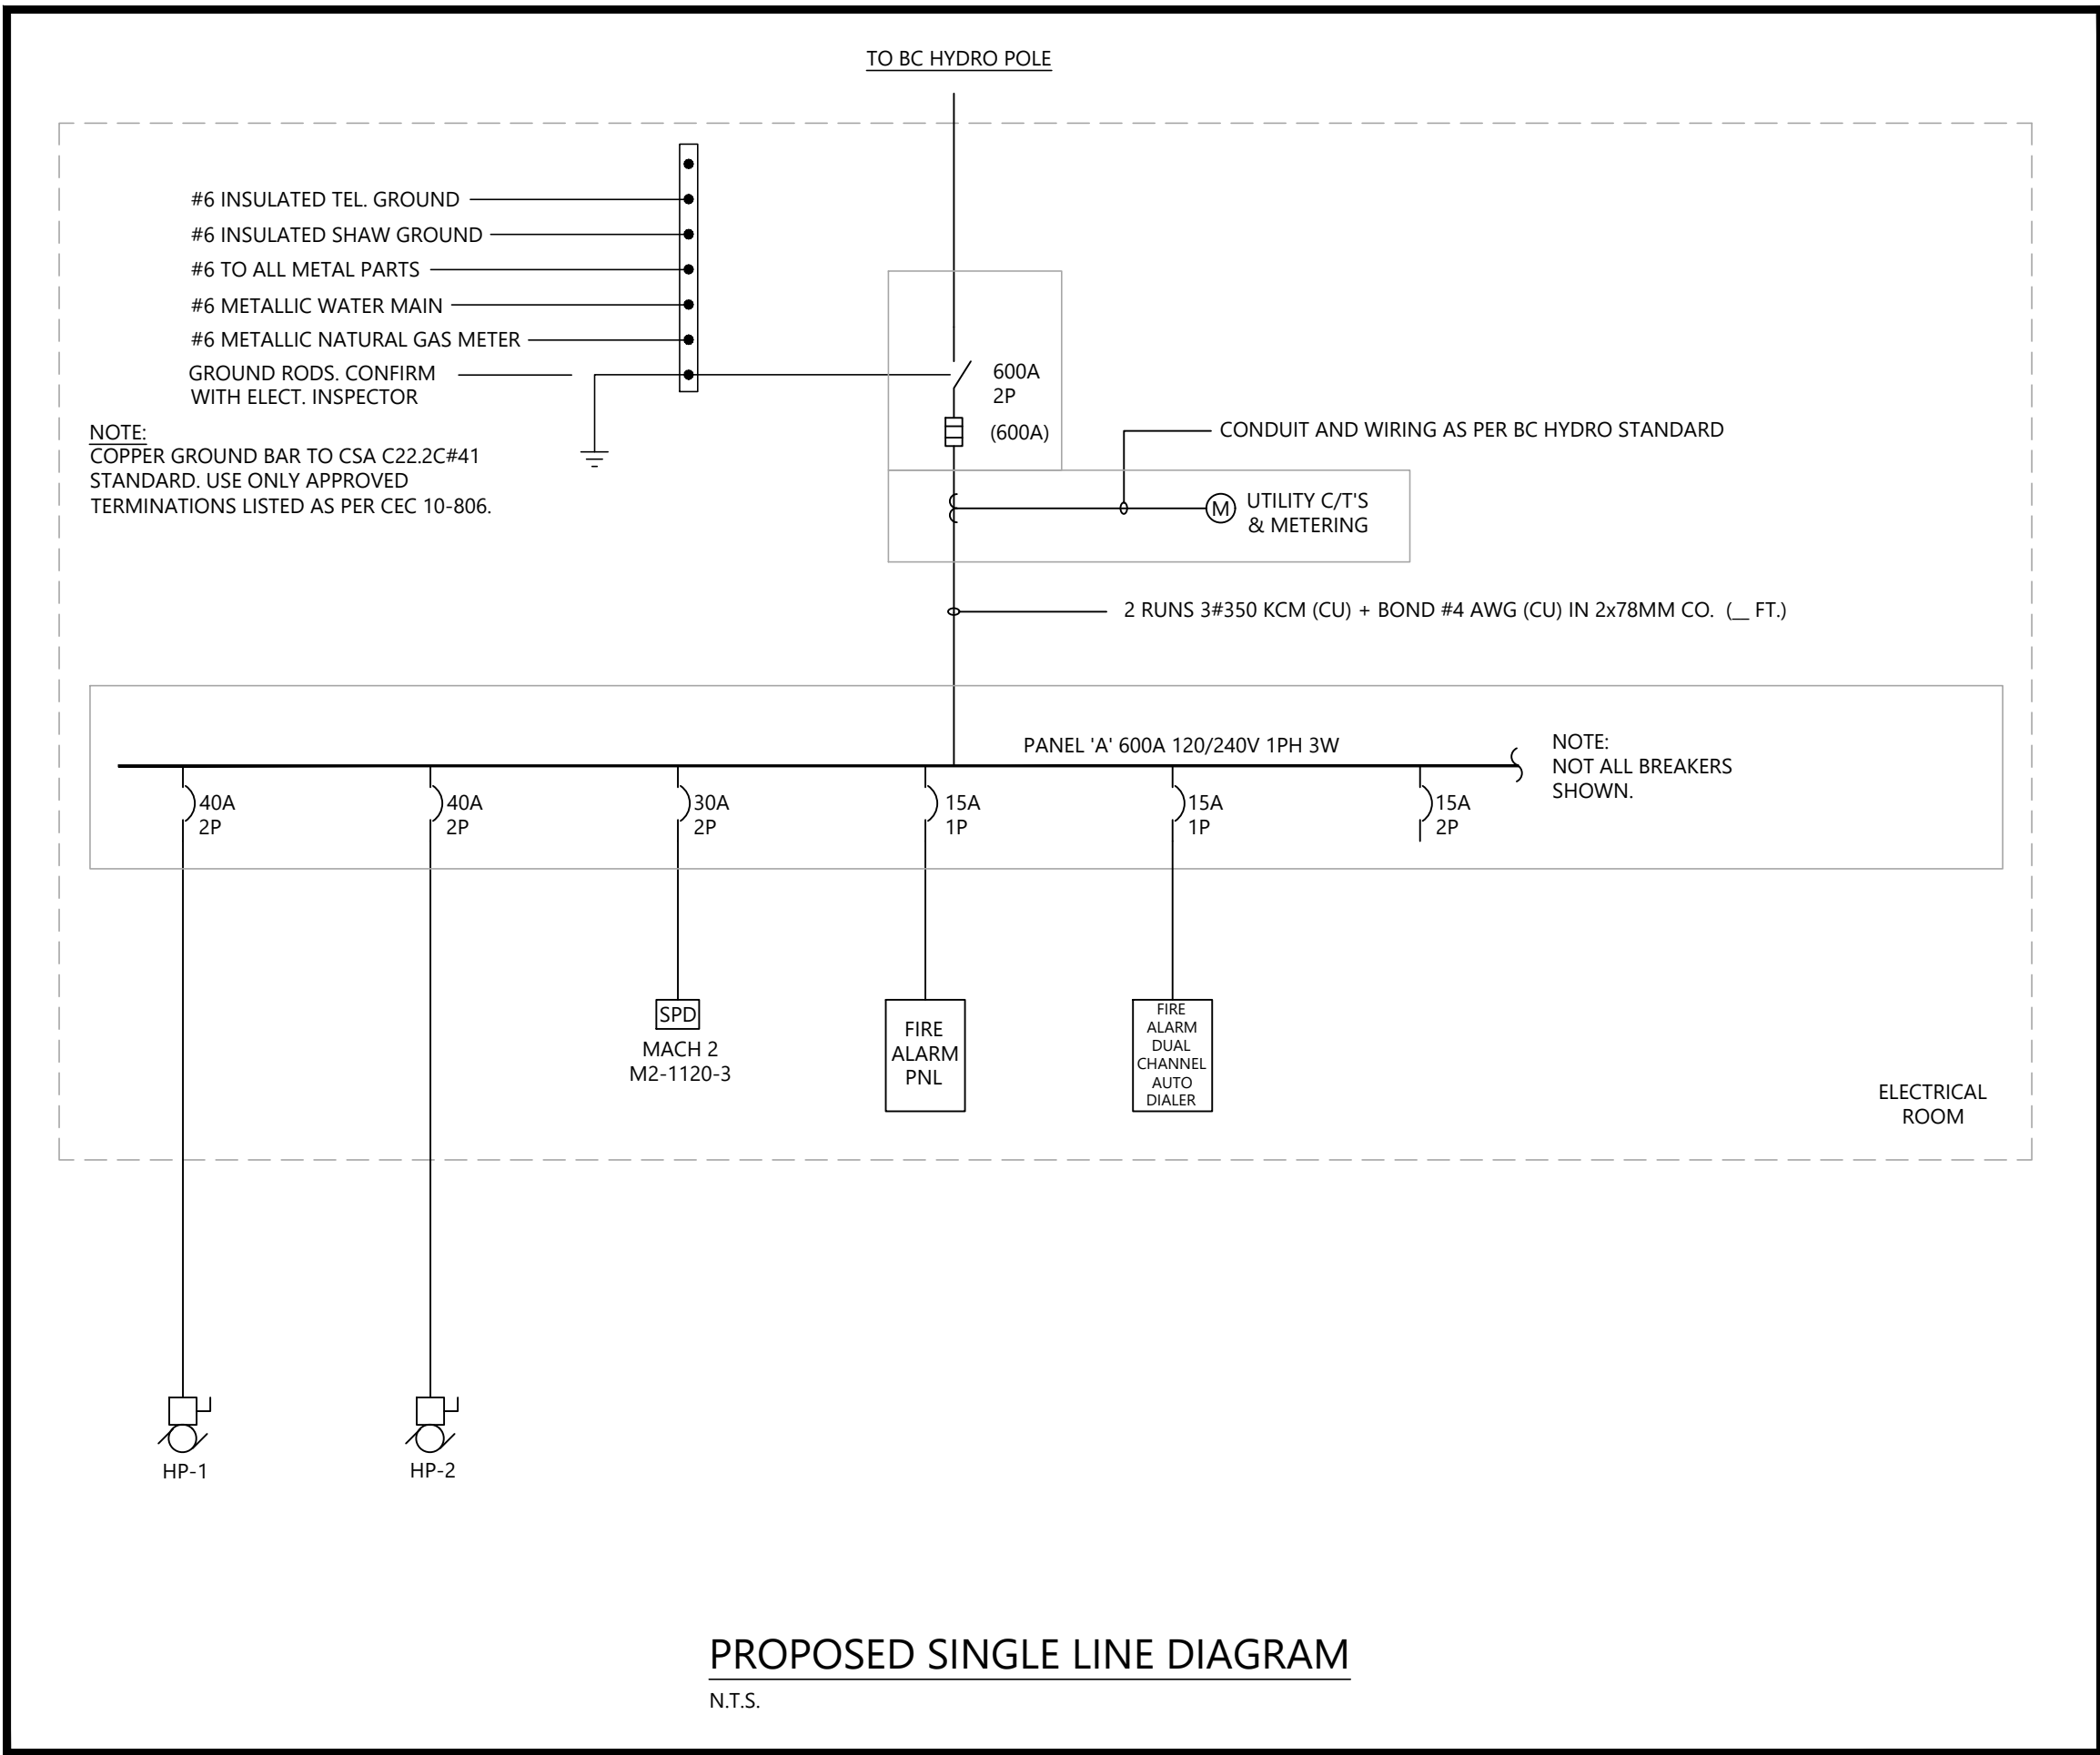 TO BC HYDRO POLE
#6 INSULATED TEL. GROUND
#6 INSULATED SHAW GROUND
#6 TO ALL METAL PARTS
#6 METALLIC WATER MAIN
#6 METALLIC NATURAL GAS METER
GROUND RODS. CONFIRM
WITH ELECT. INSPECTOR
NOTE:
COPPER GROUND BAR TO CSA C22.2C#41
STANDARD. USE ONLY APPROVED
TERMINATIONS LISTED AS PER CEC 10-806.
600A
2P
(600A)
CONDUIT AND WIRING AS PER BC HYDRO STANDARD
M
UTILITY C/T'S
& METERING
2 RUNS 3#350 KCM (CU) + BOND #4 AWG (CU) IN 2x78MM CO. (__ FT.)
PANEL 'A' 600A 120/240V 1PH 3W
NOTE:
NOT ALL BREAKERS
SHOWN.
40A
2P
40A
2P
30A
2P
15A
1P
15A
1P
15A
2P
SPD
MACH 2
M2-1120-3
FIRE
ALARM
PNL
FIRE
ALARM
DUAL
CHANNEL
AUTO
DIALER
ELECTRICAL
ROOM
HP-1
HP-2
PROPOSED SINGLE LINE DIAGRAM
N.T.S.